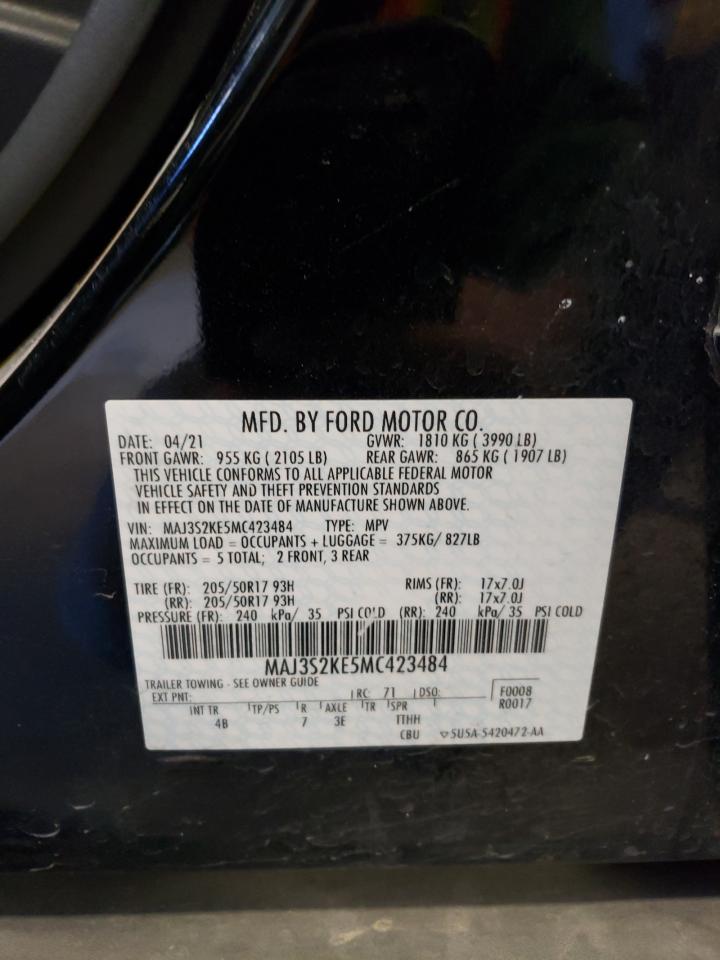 MFD. BY FORD MOTOR CO.
DATE: 04/21 GVWR: 1810 KG ( 3990 LB)
FRONT GAWR: 955 KG ( 2105 LB) REAR GAWR: 865 KG ( 1907 LB)
THIS VEHICLE CONFORMS TO ALL APPLICABLE FEDERAL MOTOR
VEHICLE SAFETY AND THEFT PREVENTION STANDARDS
IN EFFECT ON THE DATE OF MANUFACTURE SHOWN ABOVE.
VIN: MAJ3S2KE5MC423484 TYPE: MPV
MAXIMUM LOAD = OCCUPANTS + LUGGAGE = 375KG/ 827LB
OCCUPANTS = 5 TOTAL; 2 FRONT, 3 REAR
TIRE (FR): 205/50R17 93H RIMS (FR): 17x7.0J
(RR): 205/50R17 93H (RR): 17x7.0J
PRESSURE (FR): 240 kPa/ 35 PSI COLD (RR): 240 kPa/ 35 PSI COLD
MAJ3S2KE5MC423484
TRAILER TOWING - SEE OWNER GUIDE
EXT PNT: RC: 71 DSO: F0008
R0017
INT TR TP/PS R AXLE TR SPR
4B 7 3E TTHH
CBU 5U5A-5420472-AA